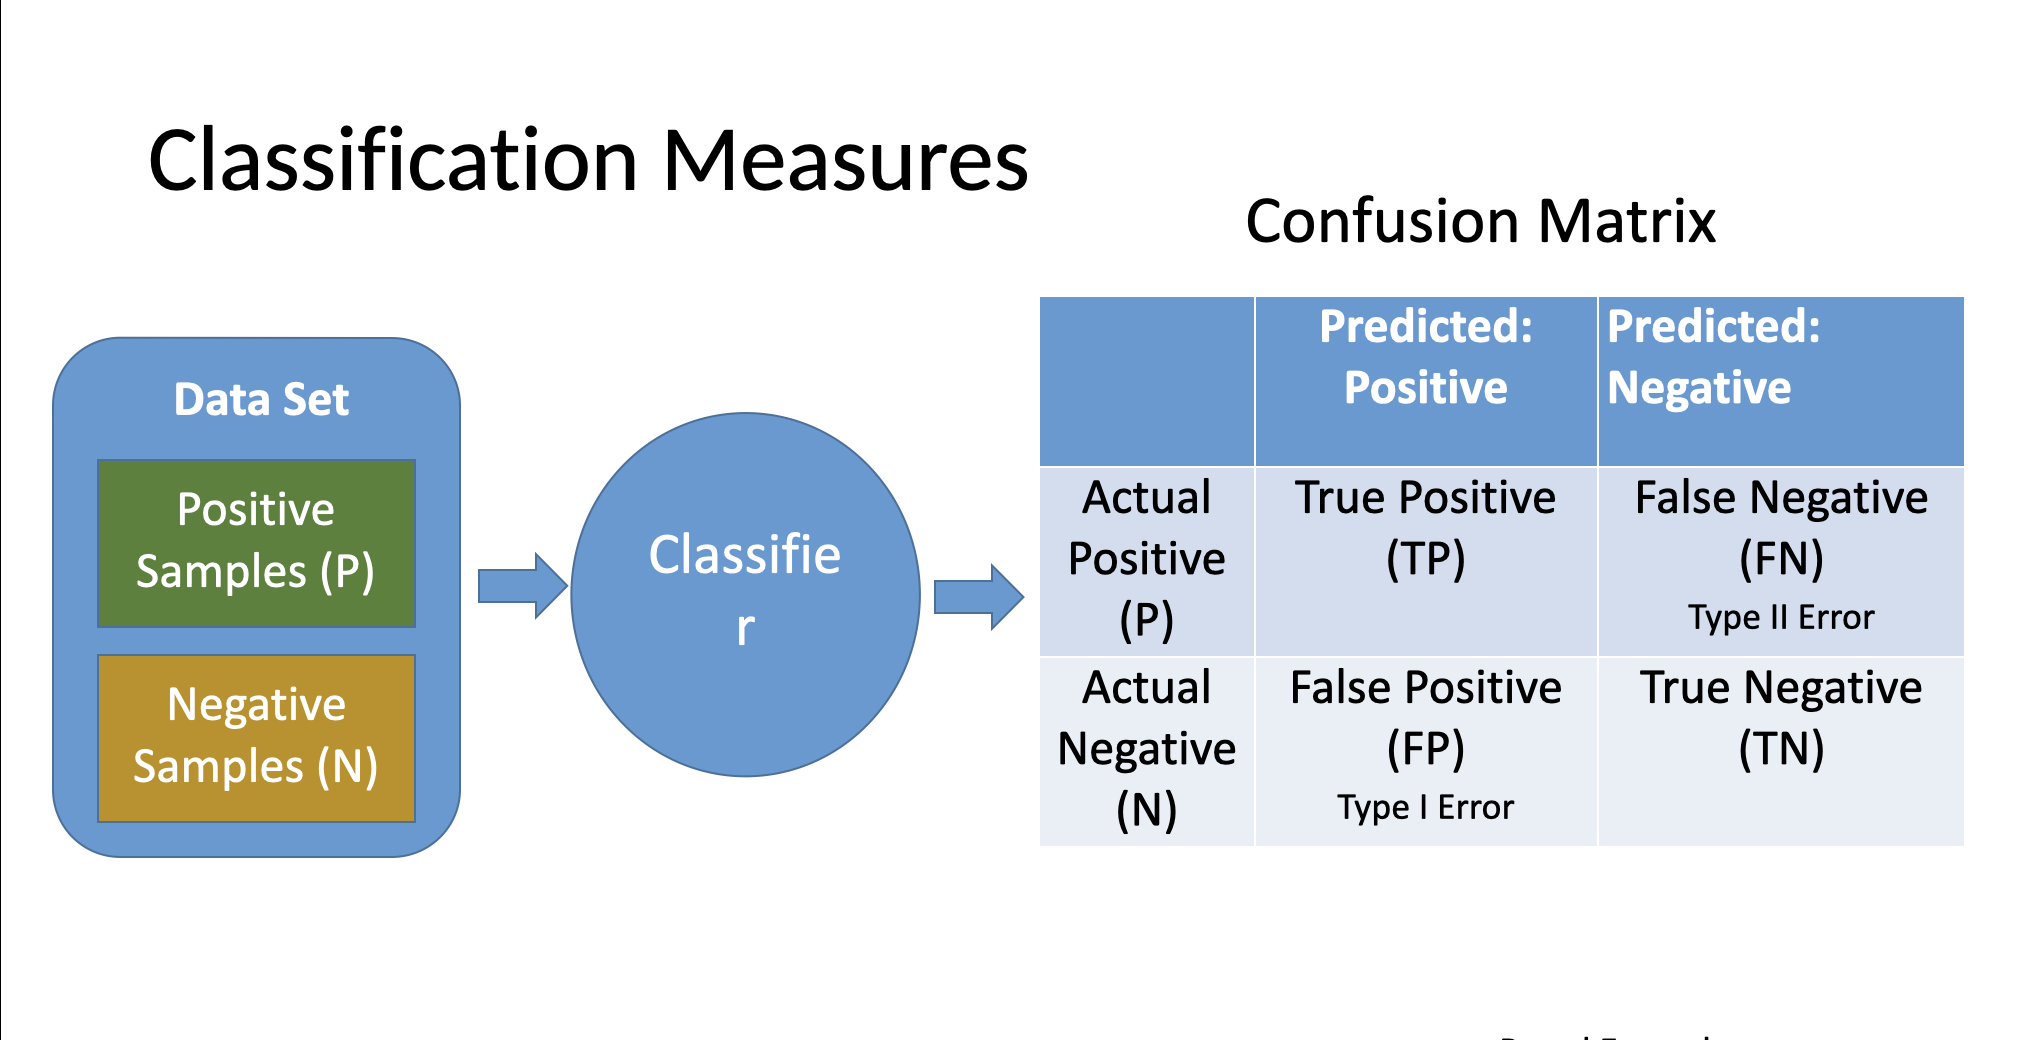 Classification Measures
Confusion Matrix
Data Set
Positive
Samples (P)
Negative
Samples (N)
Classifie
r
Predicted:
Positive
Predicted:
Negative
Actual
Positive
(P)
True Positive
(TP)
False Negative
(FN)
Type II Error
Actual
Negative
(N)
False Positive
(FP)
Type I Error
True Negative
(TN)